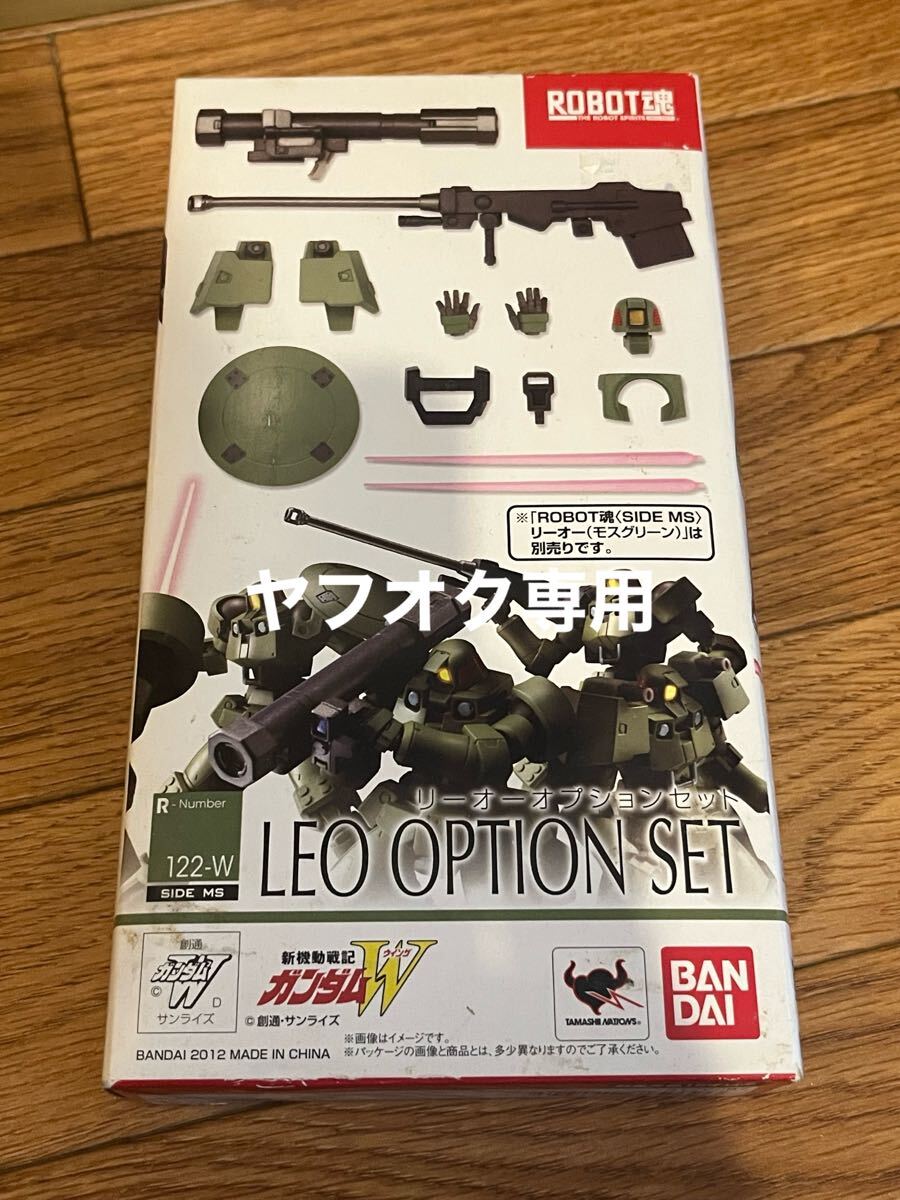 ROBOT魂
THE ROBOT SPIRITS
※「ROBOT魂〈SIDE MS〉
リーオー(モスグリーン)」は
別売りです。
ヤフオク専用
リーオーオプションセット
R - Number
122-W
SIDE MS
LEO OPTION SET
創通
ガンダムW
© D
サンライズ
新機動戦記
ガンダムW
ウイング
©創通・サンライズ
TAMASHII NATIONS®
BAN
DAI
※画像はイメージです。
BANDAI 2012 MADE IN CHINA
※パッケージの画像と商品とは、多少異なりますのでご了承ください。